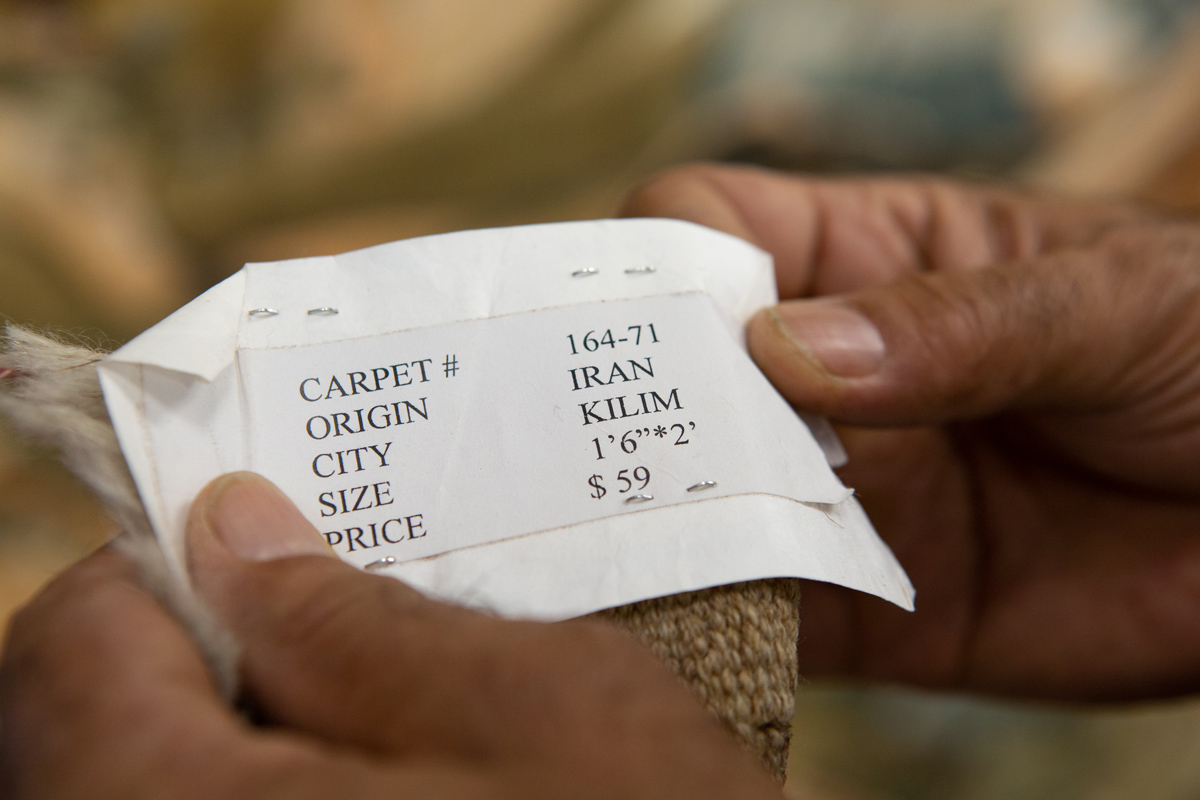 CARPET # 164-71
ORIGIN IRAN
CITY KILIM
SIZE 1’6”*2’
PRICE $ 59